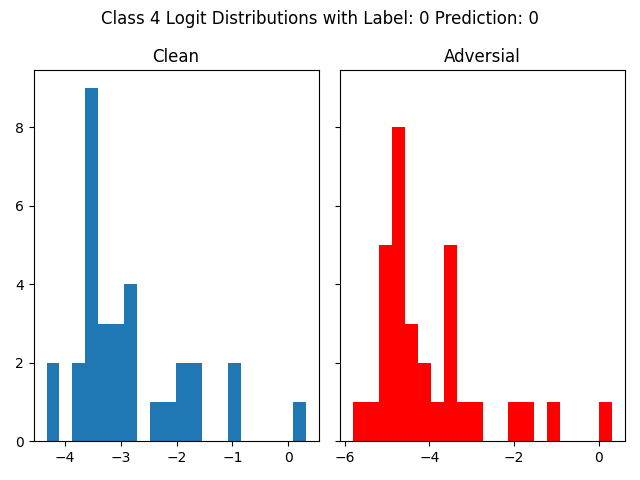 Class 4 Logit Distributions with Label: 0 Prediction: 0
Clean
Adversial
8
6
4
2
0
−4 −3 −2 −1 0
−6 −4 −2 0